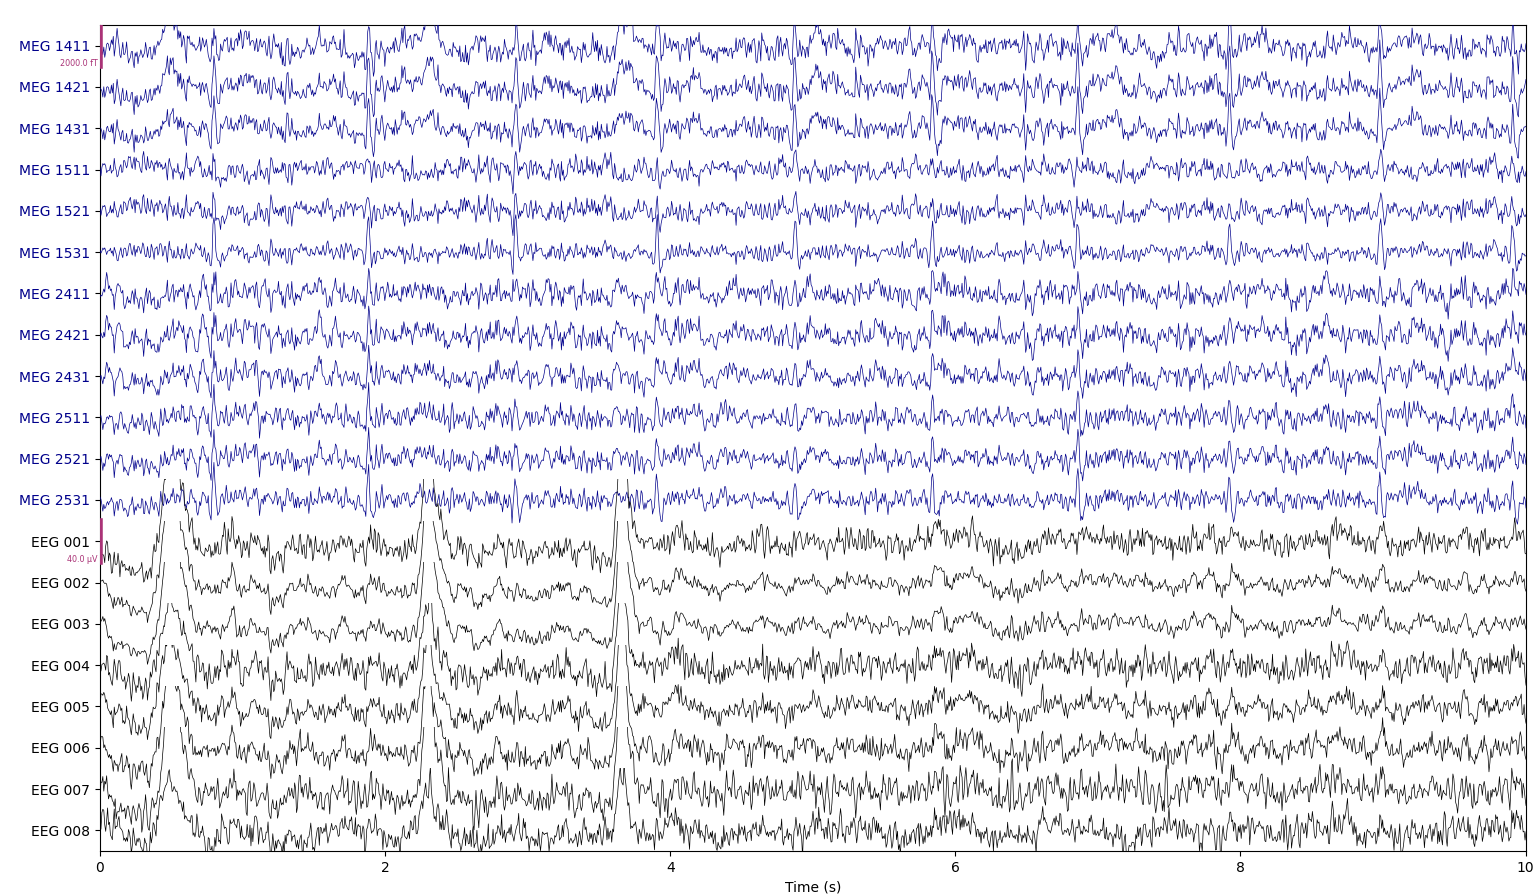 MEG 1411
2000.0 fT
MEG 1421
MEG 1431
MEG 1511
MEG 1521
MEG 1531
MEG 2411
MEG 2421
MEG 2431
MEG 2511
MEG 2521
MEG 2531
EEG 001
40.0 µV
EEG 002
EEG 003
EEG 004
EEG 005
EEG 006
EEG 007
EEG 008
0 2 4 6 8 10
Time (s)